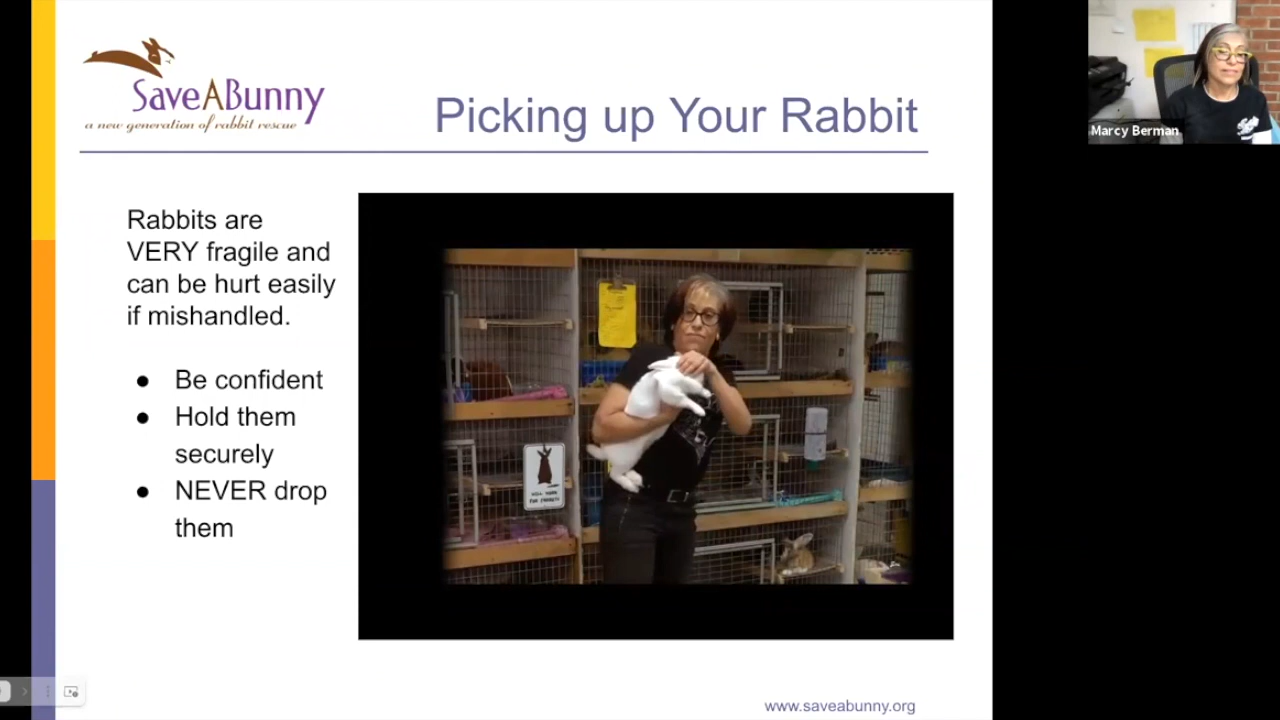 SaveABunny
a new generation of rabbit rescue
Picking up Your Rabbit
Rabbits are
VERY fragile and
can be hurt easily
if mishandled.
● Be confident
● Hold them
securely
● NEVER drop
them
www.saveabunny.org
Marcy Berman